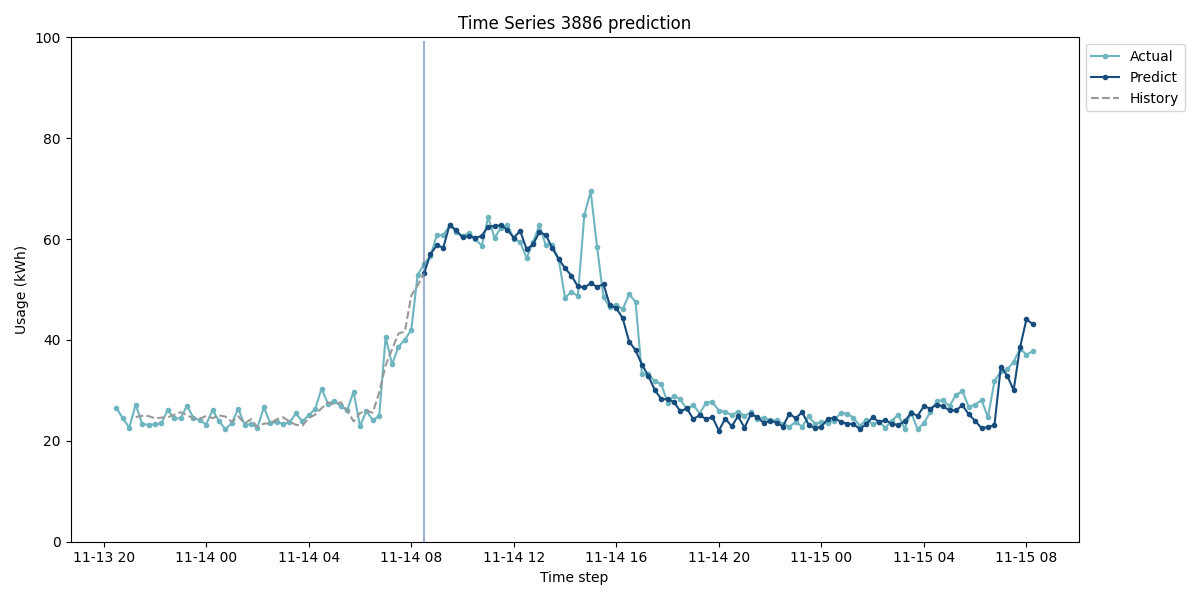 Time Series 3886 prediction
Actual
Predict
History
Usage (kWh)
100
80
60
40
20
0
11-13 20 11-14 00 11-14 04 11-14 08 11-14 12 11-14 16 11-14 20 11-15 00 11-15 04 11-15 08
Time step